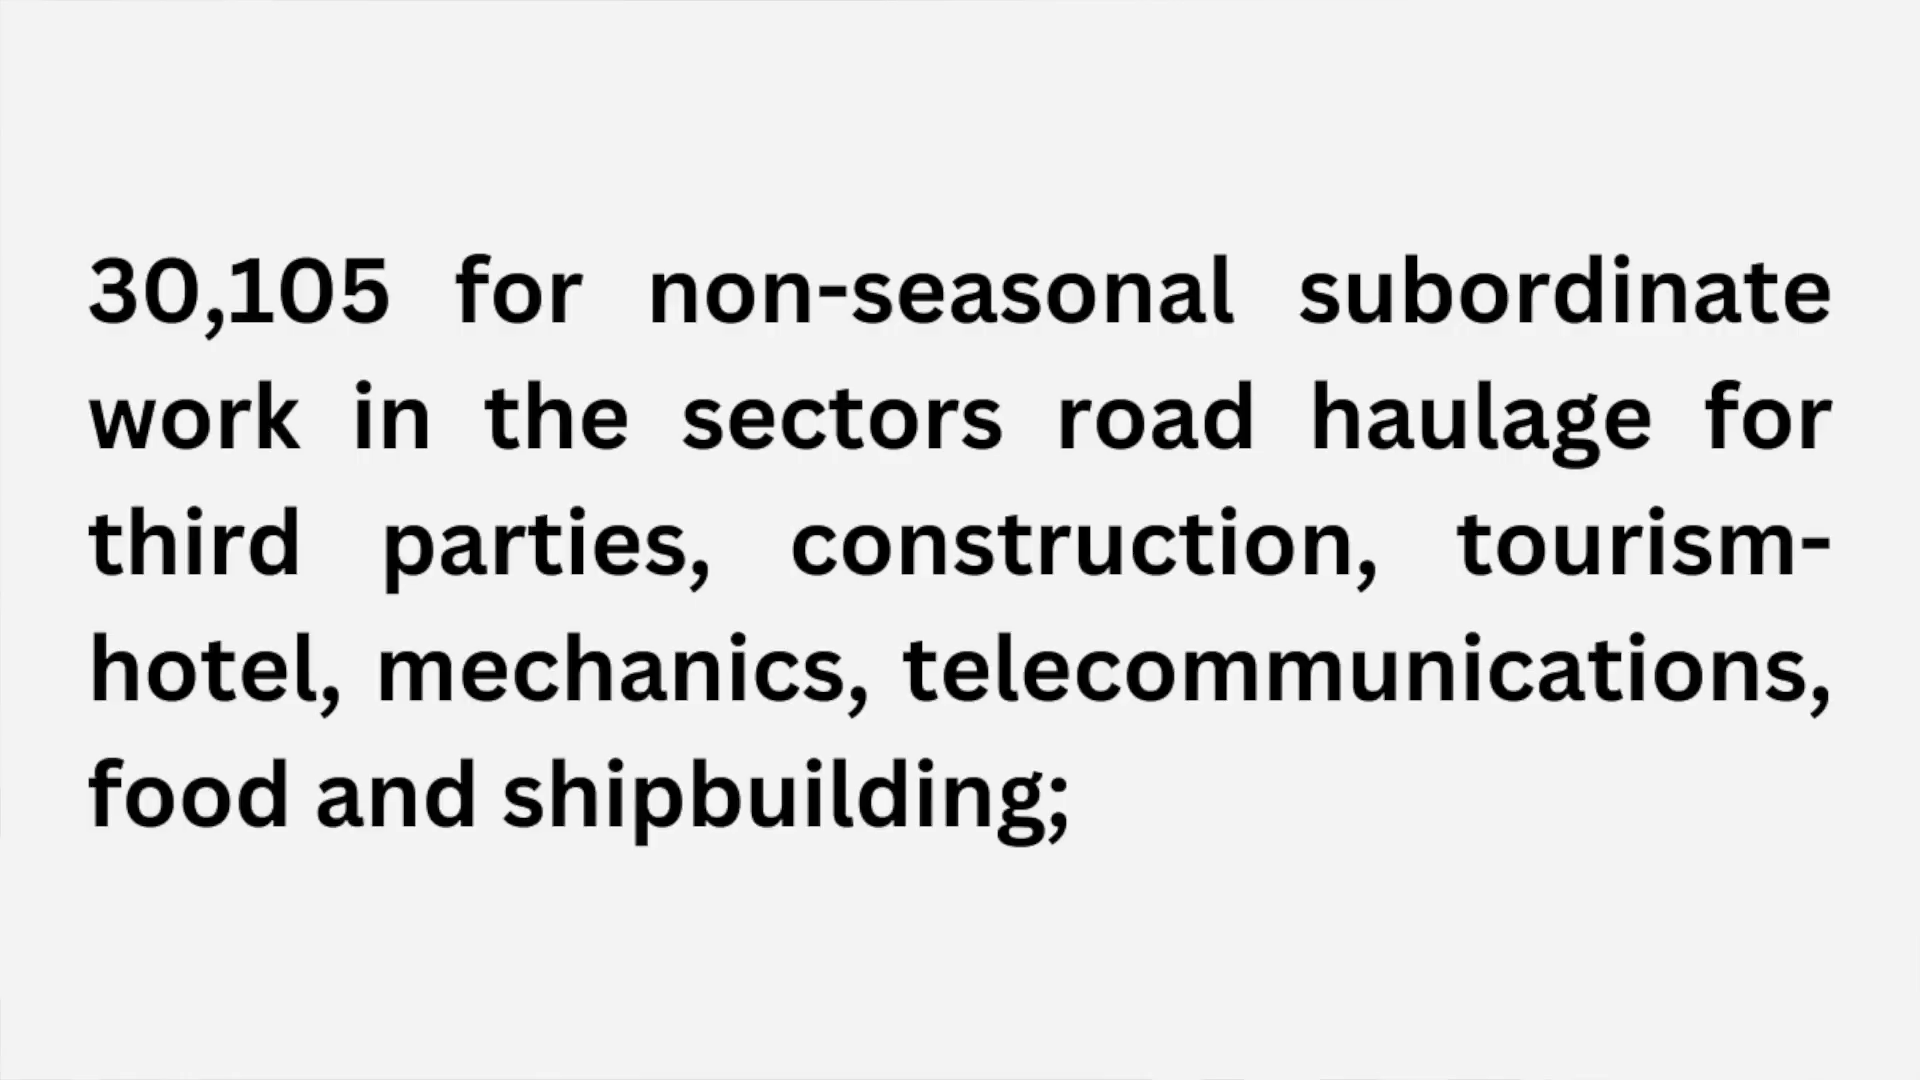 30,105 for non-seasonal subordinate
work in the sectors road haulage for
third parties, construction, tourism-
hotel, mechanics, telecommunications,
food and shipbuilding;